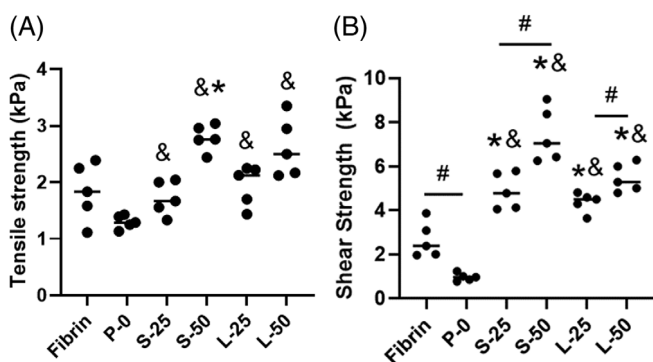 (A)
Tensile strength (kPa)
4
3
2
1
0
& & * & &
Fibrin P-0 S-25 S-50 L-25 L-50
(B)
Shear Strength (kPa)
10
8
6
4
2
0
# # #
*& *& *& *&
Fibrin P-0 S-25 S-50 L-25 L-50